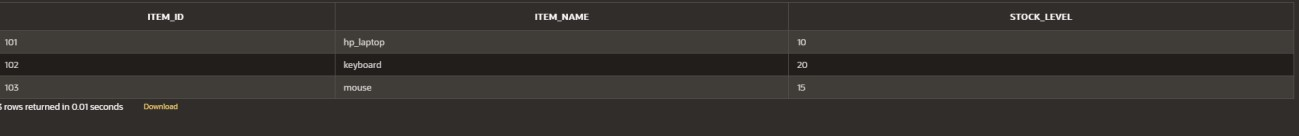 ITEM_ID ITEM_NAME STOCK_LEVEL
101 hp_laptop 10
102 keyboard 20
103 mouse 15
rows returned in 0.01 seconds Download